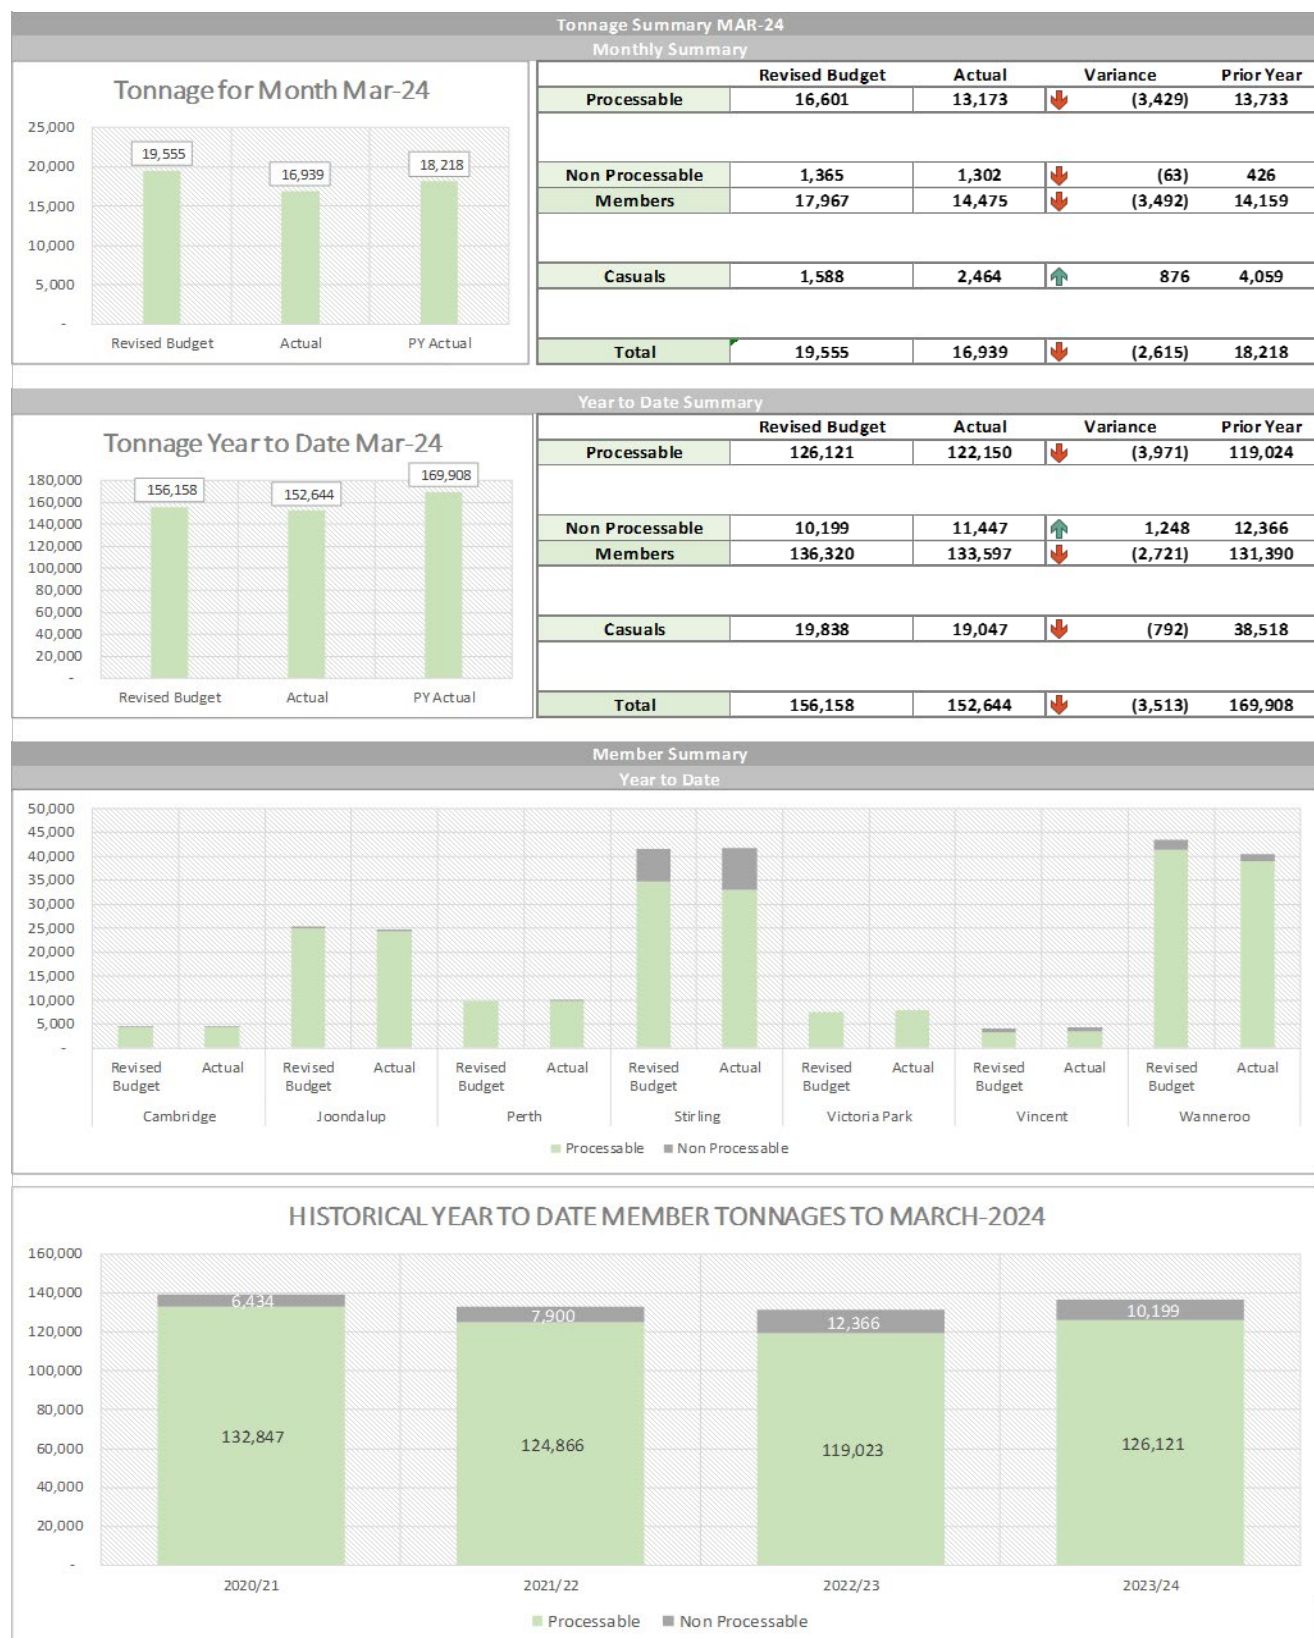 Tonnage Summary MAR-24
Monthly Summary
Tonnage for Month Mar-24
25,000
20,000
15,000
10,000
5,000
-
19,555
16,939
18,218
Revised Budget Actual PY Actual
Revised Budget Actual Variance Prior Year
Processable 16,601 13,173 (3,429) 13,733
Non Processable 1,365 1,302 (63) 426
Members 17,967 14,475 (3,492) 14,159
Casuals 1,588 2,464 876 4,059
Total 19,555 16,939 (2,615) 18,218
Year to Date Summary
Tonnage Year to Date Mar-24
180,000
160,000
140,000
120,000
100,000
80,000
60,000
40,000
20,000
-
156,158
152,644
169,908
Revised Budget Actual PY Actual
Revised Budget Actual Variance Prior Year
Processable 126,121 122,150 (3,971) 119,024
Non Processable 10,199 11,447 1,248 12,366
Members 136,320 133,597 (2,721) 131,390
Casuals 19,838 19,047 (792) 38,518
Total 156,158 152,644 (3,513) 169,908
Member Summary
Year to Date
50,000
45,000
40,000
35,000
30,000
25,000
20,000
15,000
10,000
5,000
-
Revised Actual Revised Actual Revised Actual Revised Actual Revised Actual Revised Actual Revised Actual
Budget Budget Budget Budget Budget Budget Budget
Cambridge Joondalup Perth Stirling Victoria Park Vincent Wanneroo
Processable Non Processable
HISTORICAL YEAR TO DATE MEMBER TONNAGES TO MARCH-2024
160,000
140,000
120,000
100,000
80,000
60,000
40,000
20,000
-
6,434 7,900 12,366 10,199
132,847 124,866 119,023 126,121
2020/21 2021/22 2022/23 2023/24
Processable Non Processable